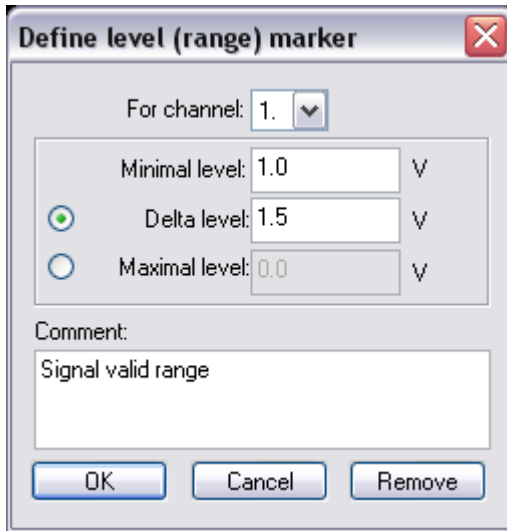 Define level (range) marker
For channel: 1.
Minimal level: 1.0 V
Delta level: 1.5 V
Maximal level: 0.0 V
Comment:
Signal valid range
OK Cancel Remove